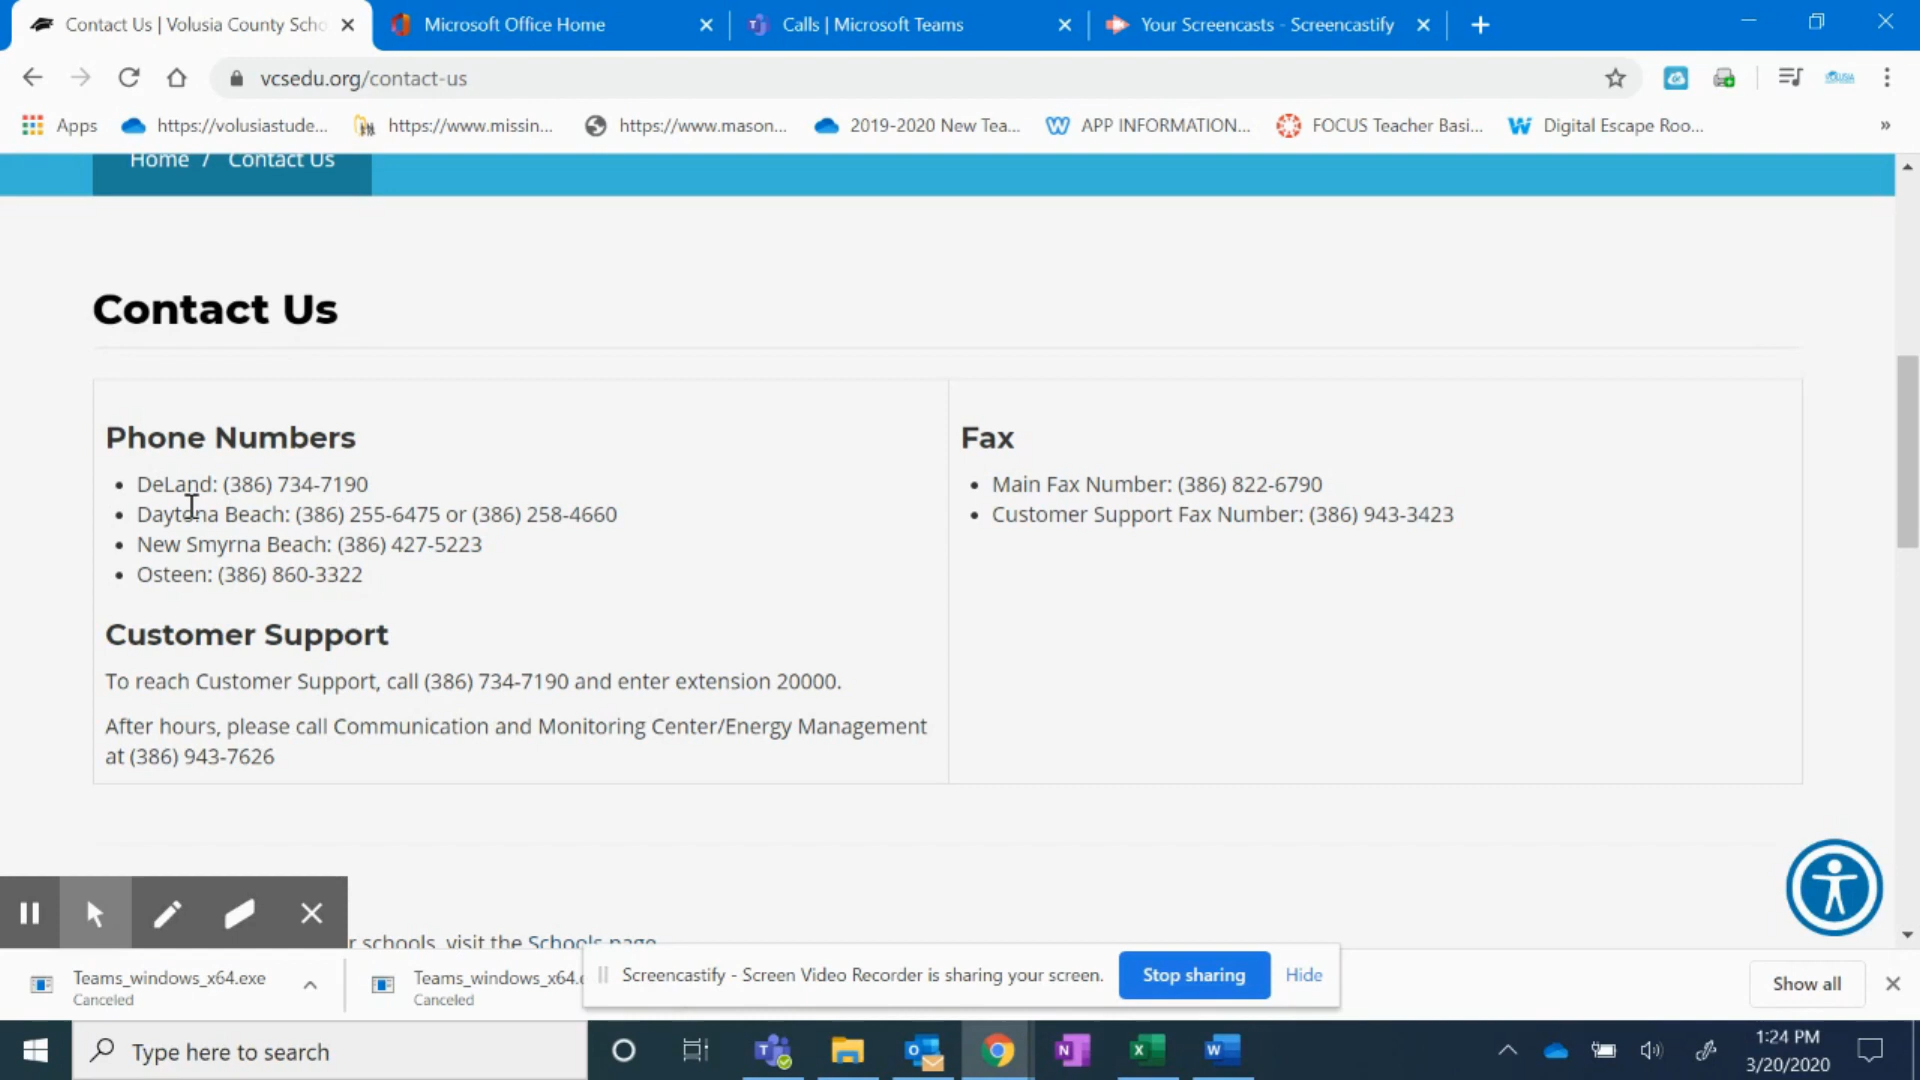 Contact Us | Volusia County Scho
Microsoft Office Home
Calls | Microsoft Teams
Your Screencasts - Screencastify
vcsedu.org/contact-us
VOLUSIA
Apps
https://volusiastude...
https://www.missin...
https://www.mason...
2019-2020 New Tea...
APP INFORMATION...
FOCUS Teacher Basi...
Digital Escape Roo...
»
Home / Contact Us
Contact Us
Phone Numbers
• DeLand: (386) 734-7190
• Daytona Beach: (386) 255-6475 or (386) 258-4660
• New Smyrna Beach: (386) 427-5223
• Osteen: (386) 860-3322
Customer Support
To reach Customer Support, call (386) 734-7190 and enter extension 20000.
After hours, please call Communication and Monitoring Center/Energy Management
at (386) 943-7626
Fax
• Main Fax Number: (386) 822-6790
• Customer Support Fax Number: (386) 943-3423
r schools, visit the Schools page
Teams_windows_x64.exe
Canceled
Teams_windows_x64.e
Canceled
Screencastify - Screen Video Recorder is sharing your screen.
Stop sharing
Hide
Show all
Type here to search
1:24 PM
3/20/2020